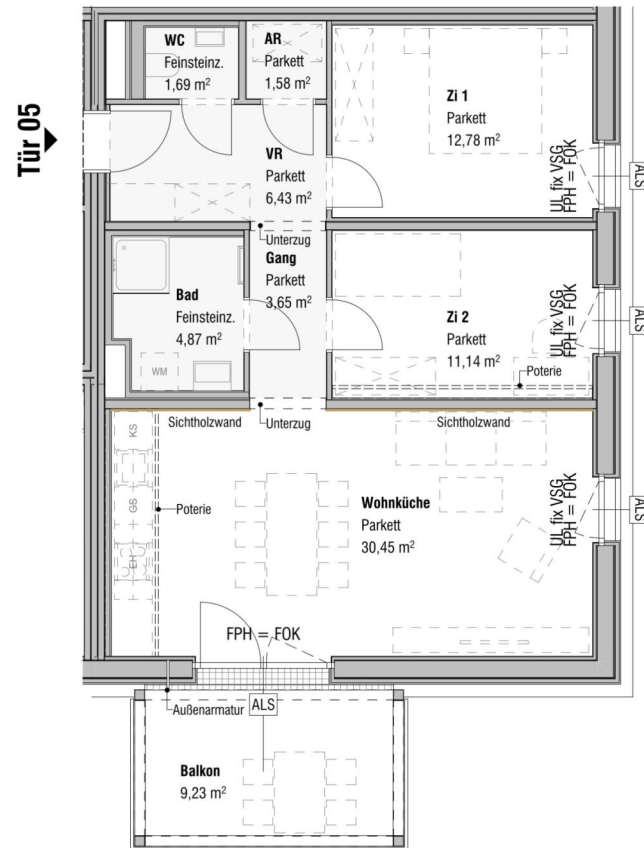 Tür 05
WC
Feinsteinz.
1,69 m²
AR
Parkett
1,58 m²
Zi 1
Parkett
12,78 m²
VR
Parkett
6,43 m²
UL fix VSG
FPH = FOK
ALS
Unterzug
Gang
Parkett
3,65 m²
Bad
Feinsteinz.
4,87 m²
WM
Zi 2
Parkett
11,14 m²
UL fix VSG
FPH = FOK
ALS
Poterie
Sichtholzwand
Unterzug
Sichtholzwand
KS
GS
EH
Poterie
Wohnküche
Parkett
30,45 m²
UL fix VSG
FPH = FOK
ALS
FPH = FOK
Außenarmatur
ALS
Balkon
9,23 m²